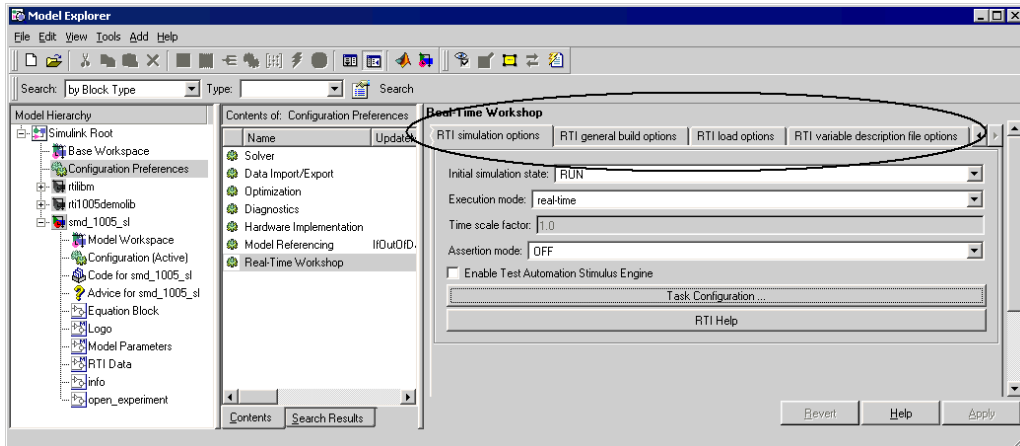 Model Explorer
File Edit View Tools Add Help
Search: by Block Type Type: Search
Model Hierarchy
Simulink Root
Base Workspace
Configuration Preferences
rtilibm
rti1005demolib
smd_1005_sl
Model Workspace
Configuration (Active)
Code for smd_1005_sl
Advice for smd_1005_sl
Equation Block
Logo
Model Parameters
RTI Data
info
open_experiment
Contents of: Configuration Preferences
Name
Solver
Data Import/Export
Optimization
Diagnostics
Hardware Implementation
Model Referencing IfOutOfD
Real-Time Workshop
Contents Search Results
Real-Time Workshop
RTI simulation options RTI general build options RTI load options RTI variable description file options
Initial simulation state: RUN
Execution mode: real-time
Time scale factor: 1.0
Assertion mode: OFF
Enable Test Automation Stimulus Engine
Task Configuration ...
RTI Help
Revert Help Apply